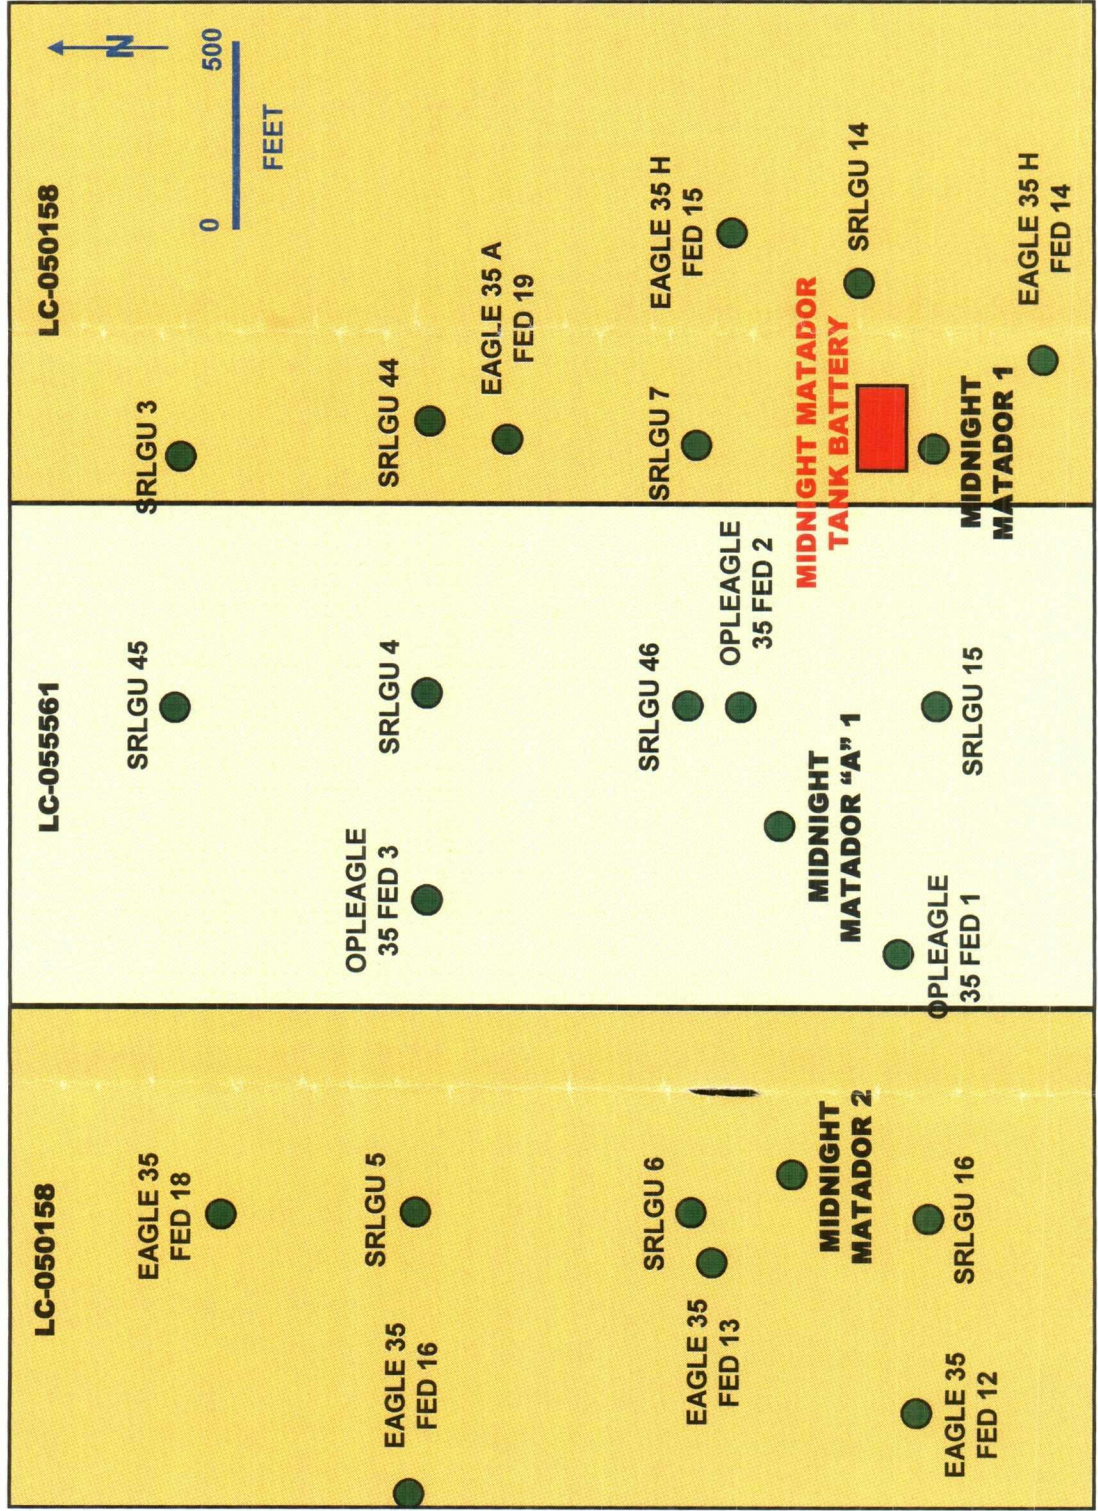 LC-050158
LC-055561
LC-050158
N
0
500
FEET
EAGLE 35
FED 18
SRLGU 45
SRLGU 3
EAGLE 35
FED 16
SRLGU 5
OPLEAGLE
35 FED 3
SRLGU 4
SRLGU 44
EAGLE 35 A
FED 19
EAGLE 35
FED 13
SRLGU 6
SRLGU 46
OPLEAGLE
35 FED 2
SRLGU 7
EAGLE 35 H
FED 15
MIDNIGHT
MATADOR 2
MIDNIGHT
MATADOR “A” 1
MIDNIGHT MATADOR
TANK BATTERY
SRLGU 14
EAGLE 35
FED 12
SRLGU 16
OPLEAGLE
35 FED 1
SRLGU 15
MIDNIGHT
MATADOR 1
EAGLE 35 H
FED 14